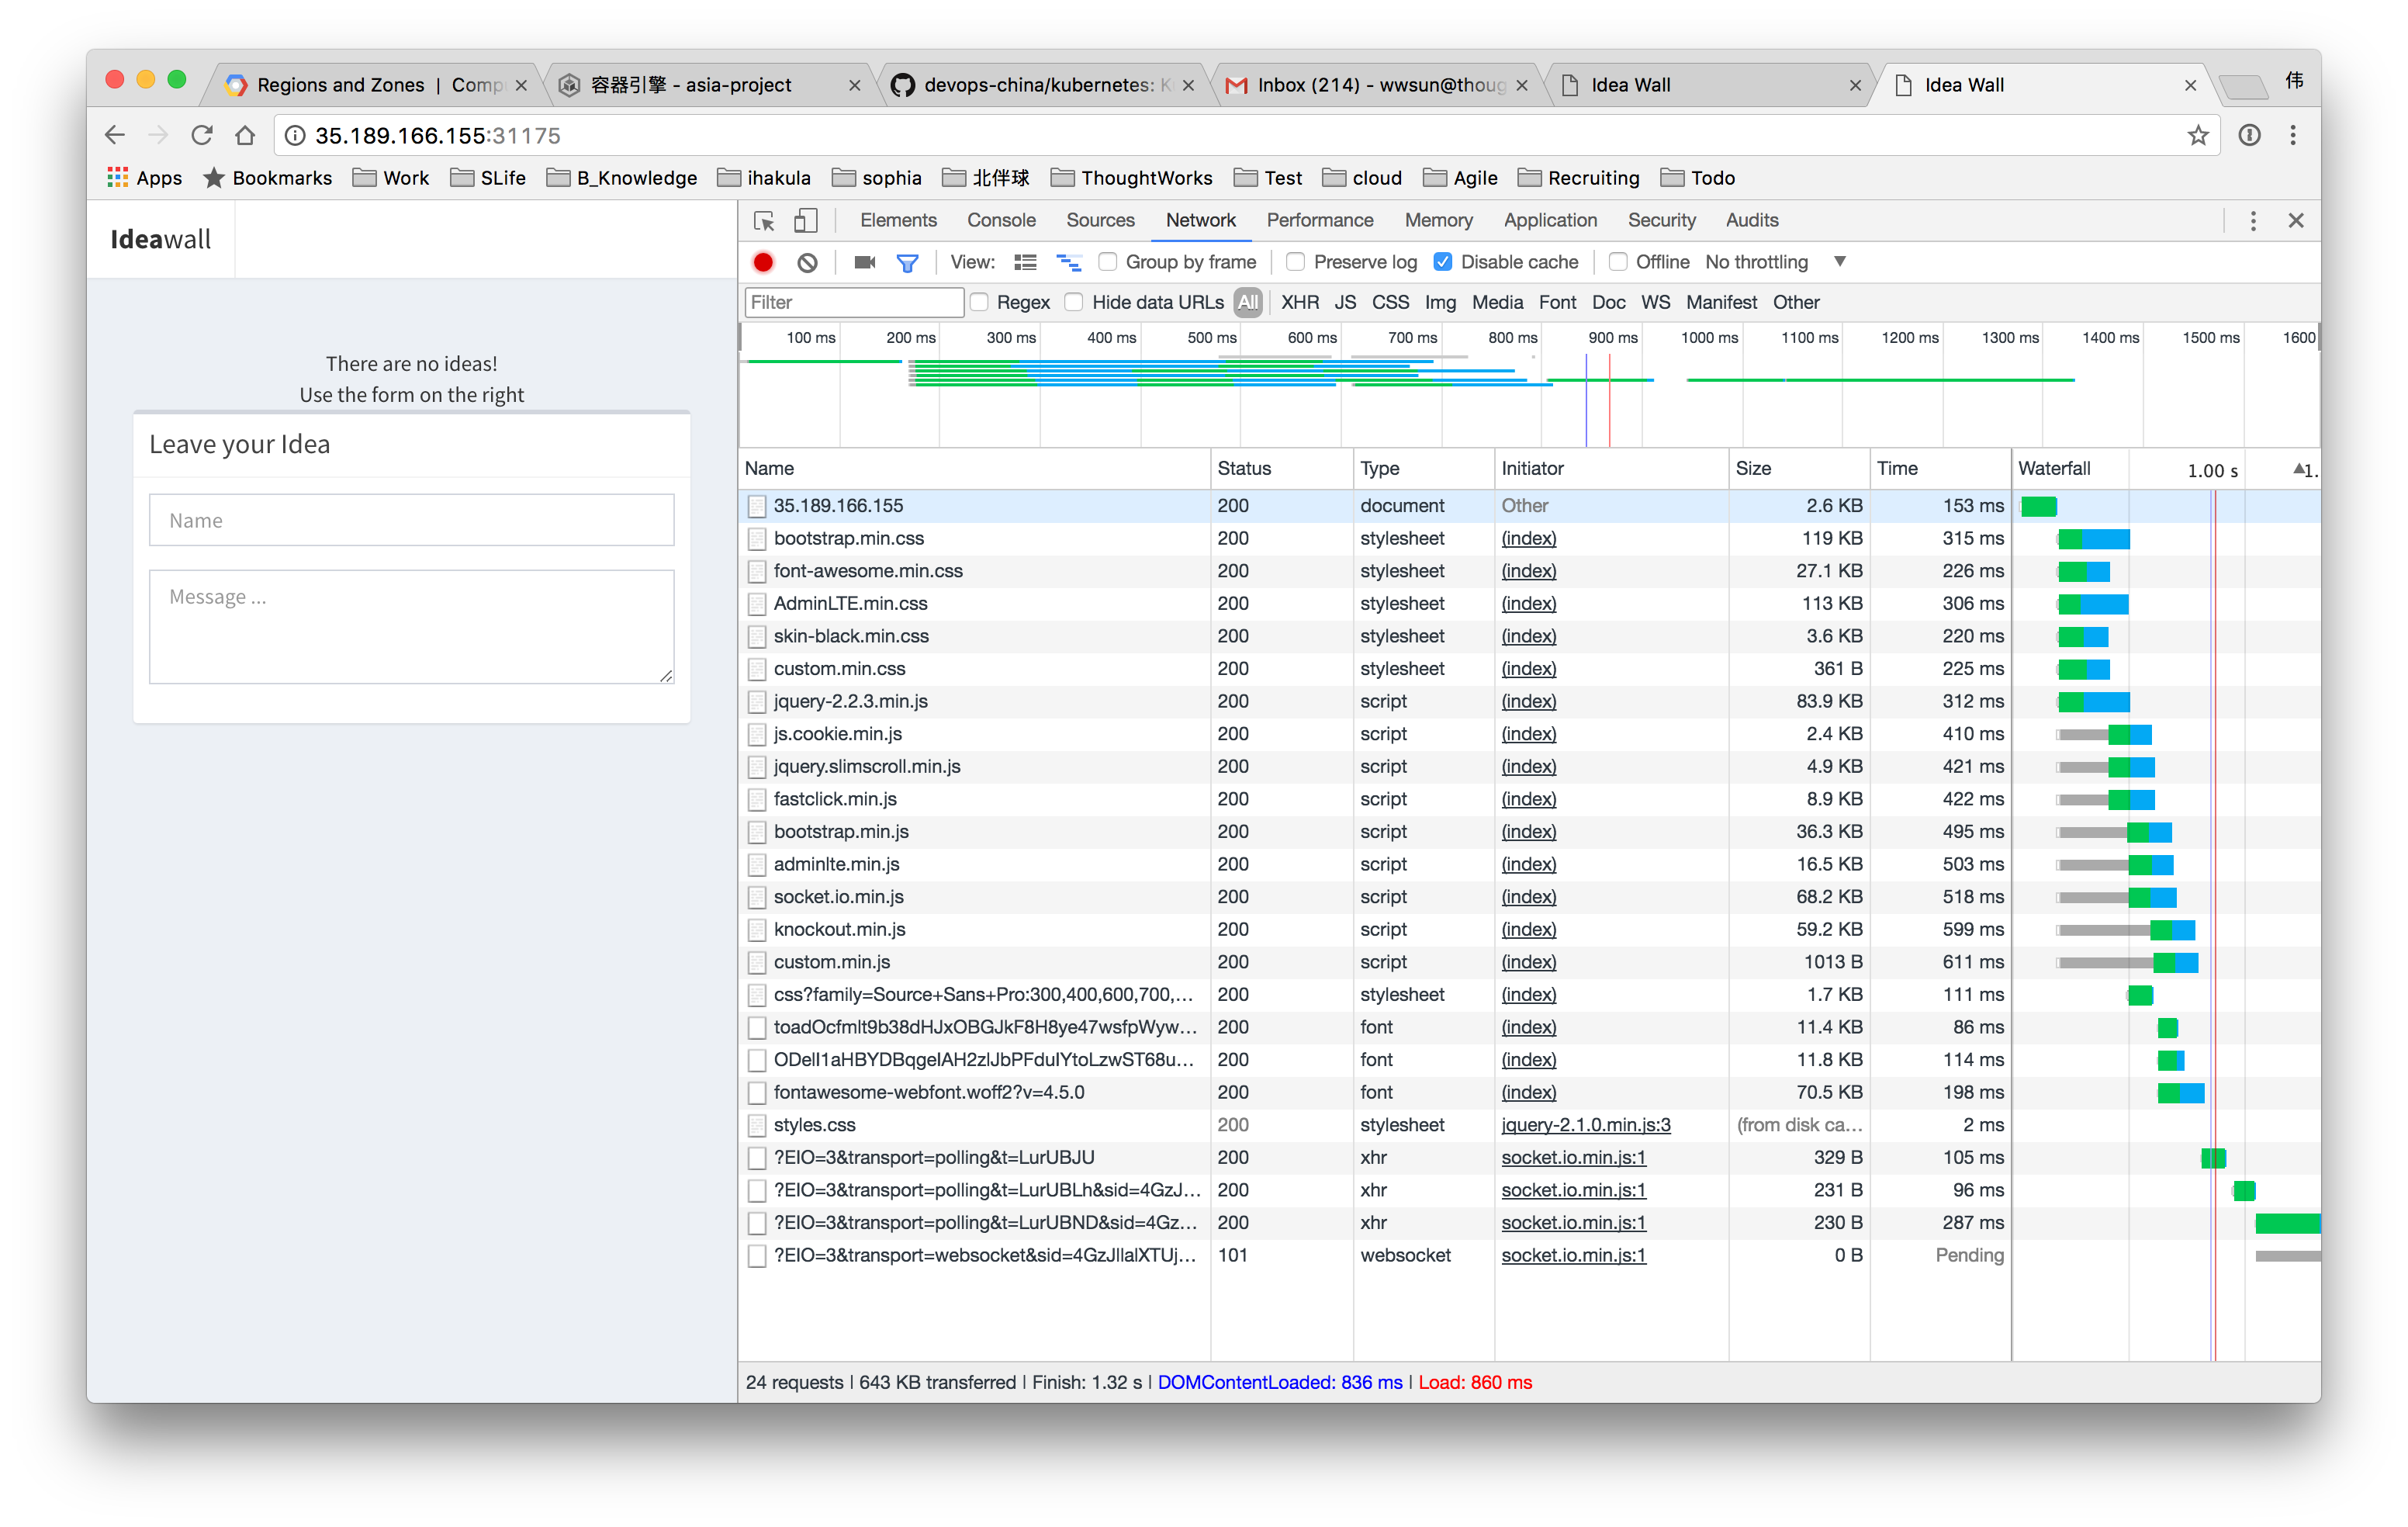 Regions and Zones | Comp
容器引擎 - asia-project
devops-china/kubernetes: K
Inbox (214) - wwsun@thoug
Idea Wall
Idea Wall
伟
35.189.166.155:31175
Apps Bookmarks Work SLife B_Knowledge ihakula sophia 北伴球 ThoughtWorks Test cloud Agile Recruiting Todo
Ideawall
There are no ideas!
Use the form on the right
Leave your Idea
Name
Message ...
Elements Console Sources Network Performance Memory Application Security Audits
View: Group by frame Preserve log Disable cache Offline No throttling
Filter Regex Hide data URLs All XHR JS CSS Img Media Font Doc WS Manifest Other
100 ms 200 ms 300 ms 400 ms 500 ms 600 ms 700 ms 800 ms 900 ms 1000 ms 1100 ms 1200 ms 1300 ms 1400 ms 1500 ms 1600
Name Status Type Initiator Size Time Waterfall 1.00 s 1.
35.189.166.155 200 document Other 2.6 KB 153 ms
bootstrap.min.css 200 stylesheet (index) 119 KB 315 ms
font-awesome.min.css 200 stylesheet (index) 27.1 KB 226 ms
AdminLTE.min.css 200 stylesheet (index) 113 KB 306 ms
skin-black.min.css 200 stylesheet (index) 3.6 KB 220 ms
custom.min.css 200 stylesheet (index) 361 B 225 ms
jquery-2.2.3.min.js 200 script (index) 83.9 KB 312 ms
js.cookie.min.js 200 script (index) 2.4 KB 410 ms
jquery.slimscroll.min.js 200 script (index) 4.9 KB 421 ms
fastclick.min.js 200 script (index) 8.9 KB 422 ms
bootstrap.min.js 200 script (index) 36.3 KB 495 ms
adminlte.min.js 200 script (index) 16.5 KB 503 ms
socket.io.min.js 200 script (index) 68.2 KB 518 ms
knockout.min.js 200 script (index) 59.2 KB 599 ms
custom.min.js 200 script (index) 1013 B 611 ms
css?family=Source+Sans+Pro:300,400,600,700,... 200 stylesheet (index) 1.7 KB 111 ms
toadOcfmlt9b38dHJxOBGJkF8H8ye47wsfpWyw... 200 font (index) 11.4 KB 86 ms
ODelI1aHBYDBqgeIAH2zlJbPFduIYtoLzwST68u... 200 font (index) 11.8 KB 114 ms
fontawesome-webfont.woff2?v=4.5.0 200 font (index) 70.5 KB 198 ms
styles.css 200 stylesheet jquery-2.1.0.min.js:3 (from disk ca... 2 ms
?EIO=3&transport=polling&t=LurUBJU 200 xhr socket.io.min.js:1 329 B 105 ms
?EIO=3&transport=polling&t=LurUBLh&sid=4GzJ... 200 xhr socket.io.min.js:1 231 B 96 ms
?EIO=3&transport=polling&t=LurUBND&sid=4Gz... 200 xhr socket.io.min.js:1 230 B 287 ms
?EIO=3&transport=websocket&sid=4GzJIlalXTUj... 101 websocket socket.io.min.js:1 0 B Pending
24 requests | 643 KB transferred | Finish: 1.32 s | DOMContentLoaded: 836 ms | Load: 860 ms